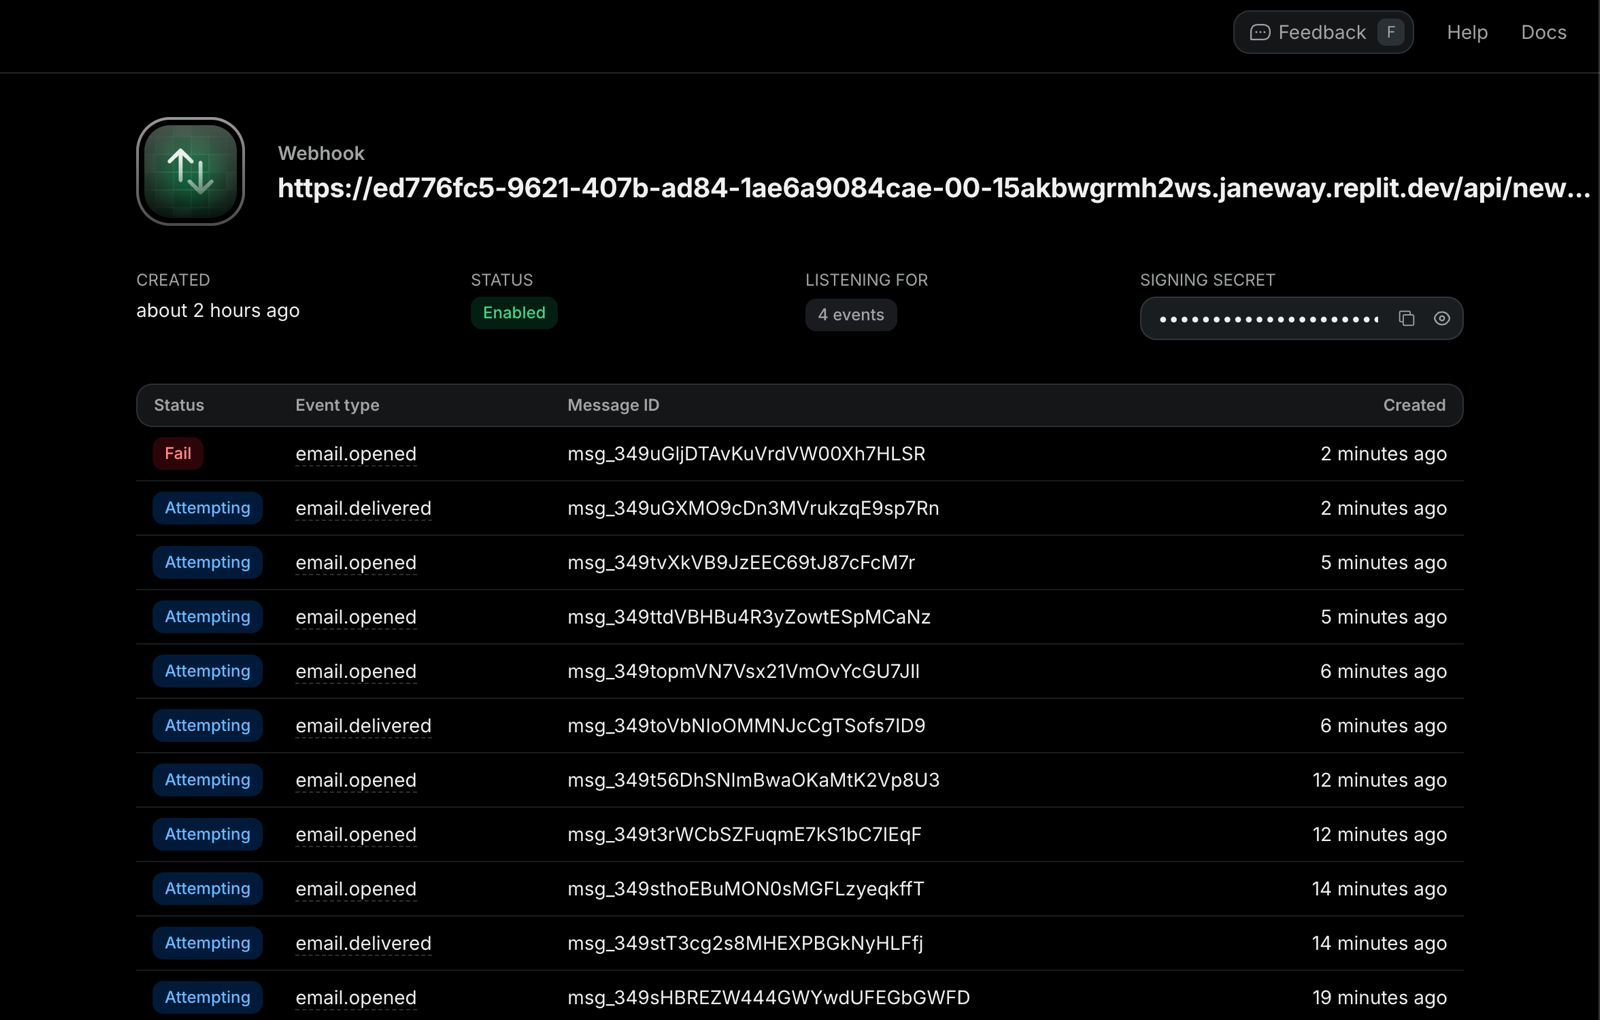 Feedback F Help Docs
Webhook
https://ed776fc5-9621-407b-ad84-1ae6a9084cae-00-15akbwgrmh2ws.janeway.replit.dev/api/new...
CREATED STATUS LISTENING FOR SIGNING SECRET
about 2 hours ago Enabled 4 events ••••••••••••••••••••
Status Event type Message ID Created
Fail email.opened msg_349uGIjDTAvKuVrdVW00Xh7HLSR 2 minutes ago
Attempting email.delivered msg_349uGXMO9cDn3MVrukzqE9sp7Rn 2 minutes ago
Attempting email.opened msg_349tvXkVB9JzEEC69tJ87cFcM7r 5 minutes ago
Attempting email.opened msg_349ttdVBHBu4R3yZowtESpMCaNz 5 minutes ago
Attempting email.opened msg_349topmVN7Vsx21VmOvYcGU7JII 6 minutes ago
Attempting email.delivered msg_349toVbNIoOMMNJcCgTSofs7ID9 6 minutes ago
Attempting email.opened msg_349t56DhSNImBwaOKaMtK2Vp8U3 12 minutes ago
Attempting email.opened msg_349t3rWCbSZFuqmE7kS1bC7IEqF 12 minutes ago
Attempting email.opened msg_349sthoEBuMON0sMGFLzyeqkffT 14 minutes ago
Attempting email.delivered msg_349stT3cg2s8MHEXPBGkNyHLFfj 14 minutes ago
Attempting email.opened msg_349sHBREZW444GWYwdUFEGbGWFD 19 minutes ago